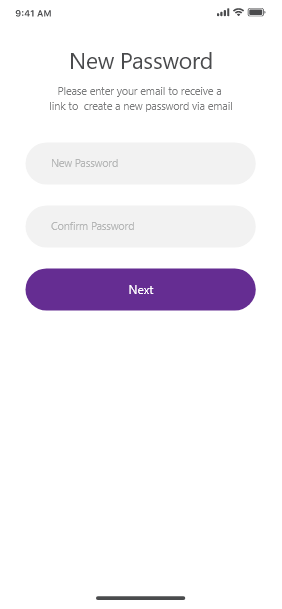 9:41 AM
New Password
Please enter your email to receive a
link to  create a new password via email
New Password
Confirm Password
Next